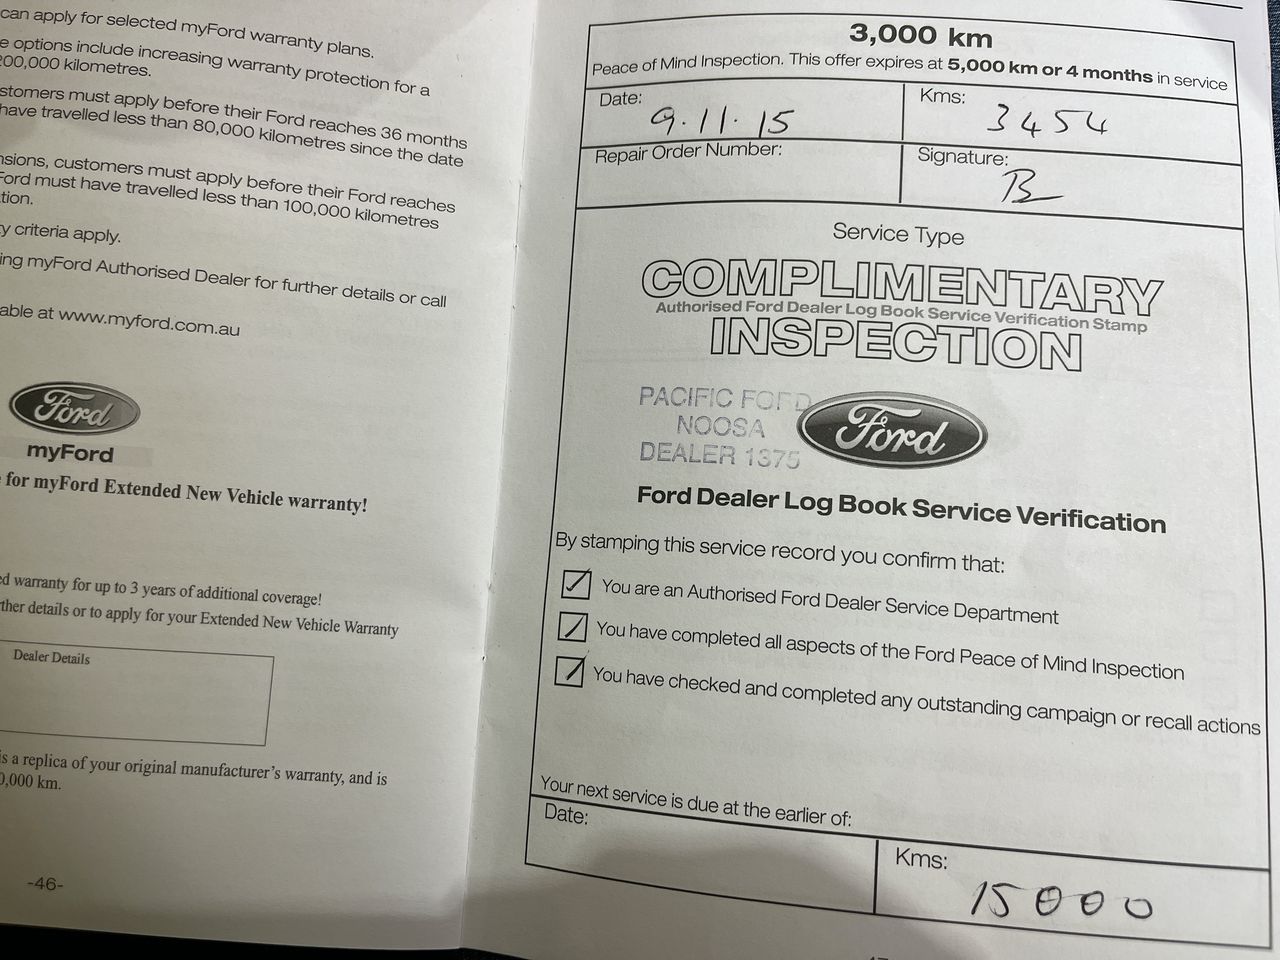 can apply for selected myFord warranty plans.
e options include increasing warranty protection for a
200,000 kilometres.
stomers must apply before their Ford reaches 36 months
have travelled less than 80,000 kilometres since the date
nsions, customers must apply before their Ford reaches
Ford must have travelled less than 100,000 kilometres
tion.
y criteria apply.
ing myFord Authorised Dealer for further details or call
able at www.myford.com.au
Ford
myFord
for myFord Extended New Vehicle warranty!
ed warranty for up to 3 years of additional coverage!
ther details or to apply for your Extended New Vehicle Warranty
Dealer Details
is a replica of your original manufacturer's warranty, and is
0,000 km.
-46-
3,000 km
Peace of Mind Inspection. This offer expires at 5,000 km or 4 months in service
Date: 9.11.15
Kms: 3454
Repair Order Number:
Signature:
Service Type
COMPLIMENTARY
Authorised Ford Dealer Log Book Service Verification Stamp
INSPECTION
PACIFIC FORD
NOOSA
DEALER 1375
Ford
Ford Dealer Log Book Service Verification
By stamping this service record you confirm that:
You are an Authorised Ford Dealer Service Department
You have completed all aspects of the Ford Peace of Mind Inspection
You have checked and completed any outstanding campaign or recall actions
Your next service is due at the earlier of:
Date:
Kms: 15000